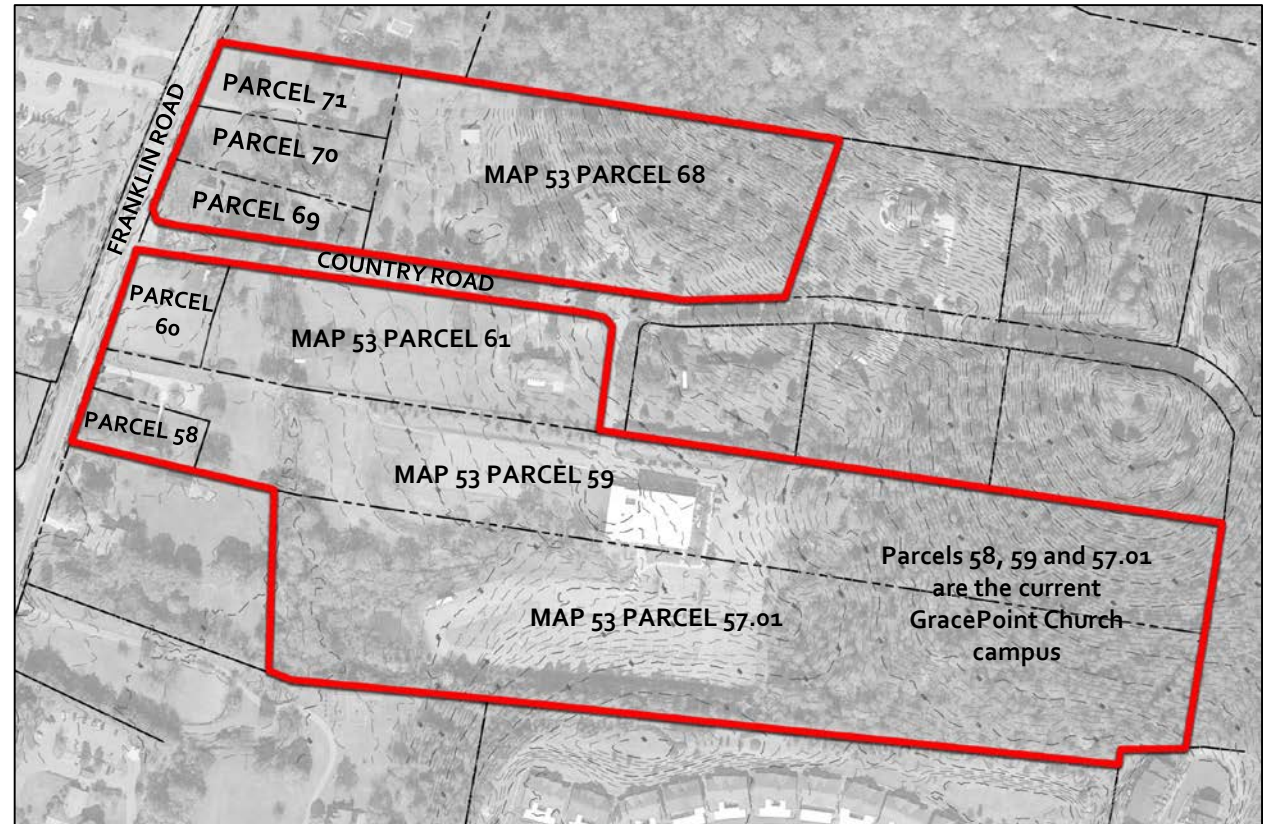 PARCEL 71
PARCEL 70
PARCEL 69
MAP 53 PARCEL 68
FRANKLIN ROAD
COUNTRY ROAD
PARCEL
60
MAP 53 PARCEL 61
PARCEL 58
MAP 53 PARCEL 59
MAP 53 PARCEL 57.01
Parcels 58, 59 and 57.01
are the current
GracePoint Church
campus